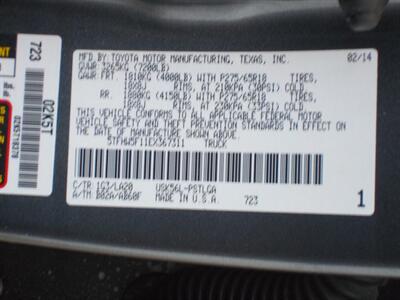 MFD.BY TOYOTA MOTOR MANUFACTURING, TEXAS, INC. 02/14
GVWR 3265KG (7200LB)
GAWR FRT. 1810KG (4000LB) WITH P275/65R18 TIRES,
18X8J RIMS, AT 210KPA (30PSI) COLD
RR. 1880KG (4150LB) WITH P275/65R18 TIRES,
18X8J RIMS, AT 230KPA (33PSI) COLD
THIS VEHICLE CONFORMS TO ALL APPLICABLE FEDERAL MOTOR
VEHICLE SAFETY AND THEFT PREVENTION STANDARDS IN
EFFECT ON THE DATE OF MANUFACTURE SHOWN ABOVE.
5TFHW5F11EX367311 TRUCK
C/TR: 1G3/LA20 USK56L-PSTLGA
A/TM: B02A/AB60F MADE IN U.S.A. 723
1
723
02K5T